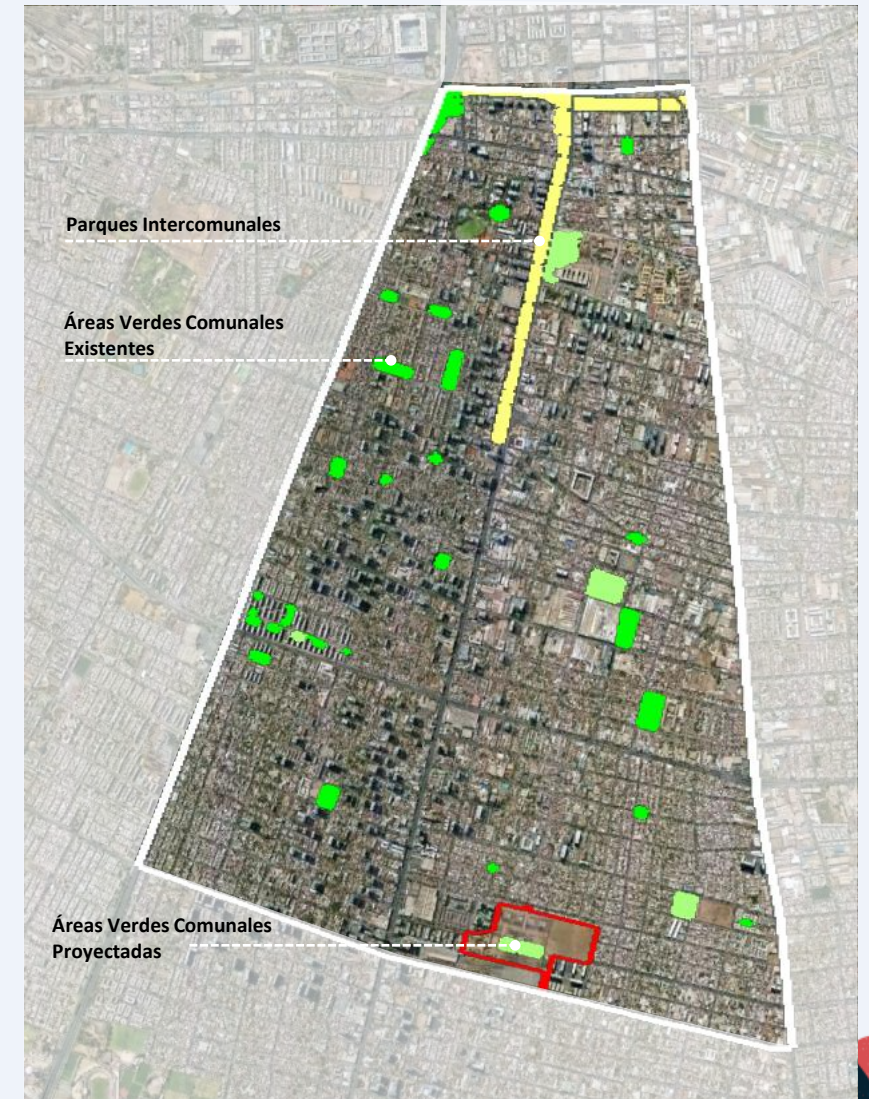 Parques Intercomunales
Áreas Verdes Comunales
Existentes
Áreas Verdes Comunales
Proyectadas